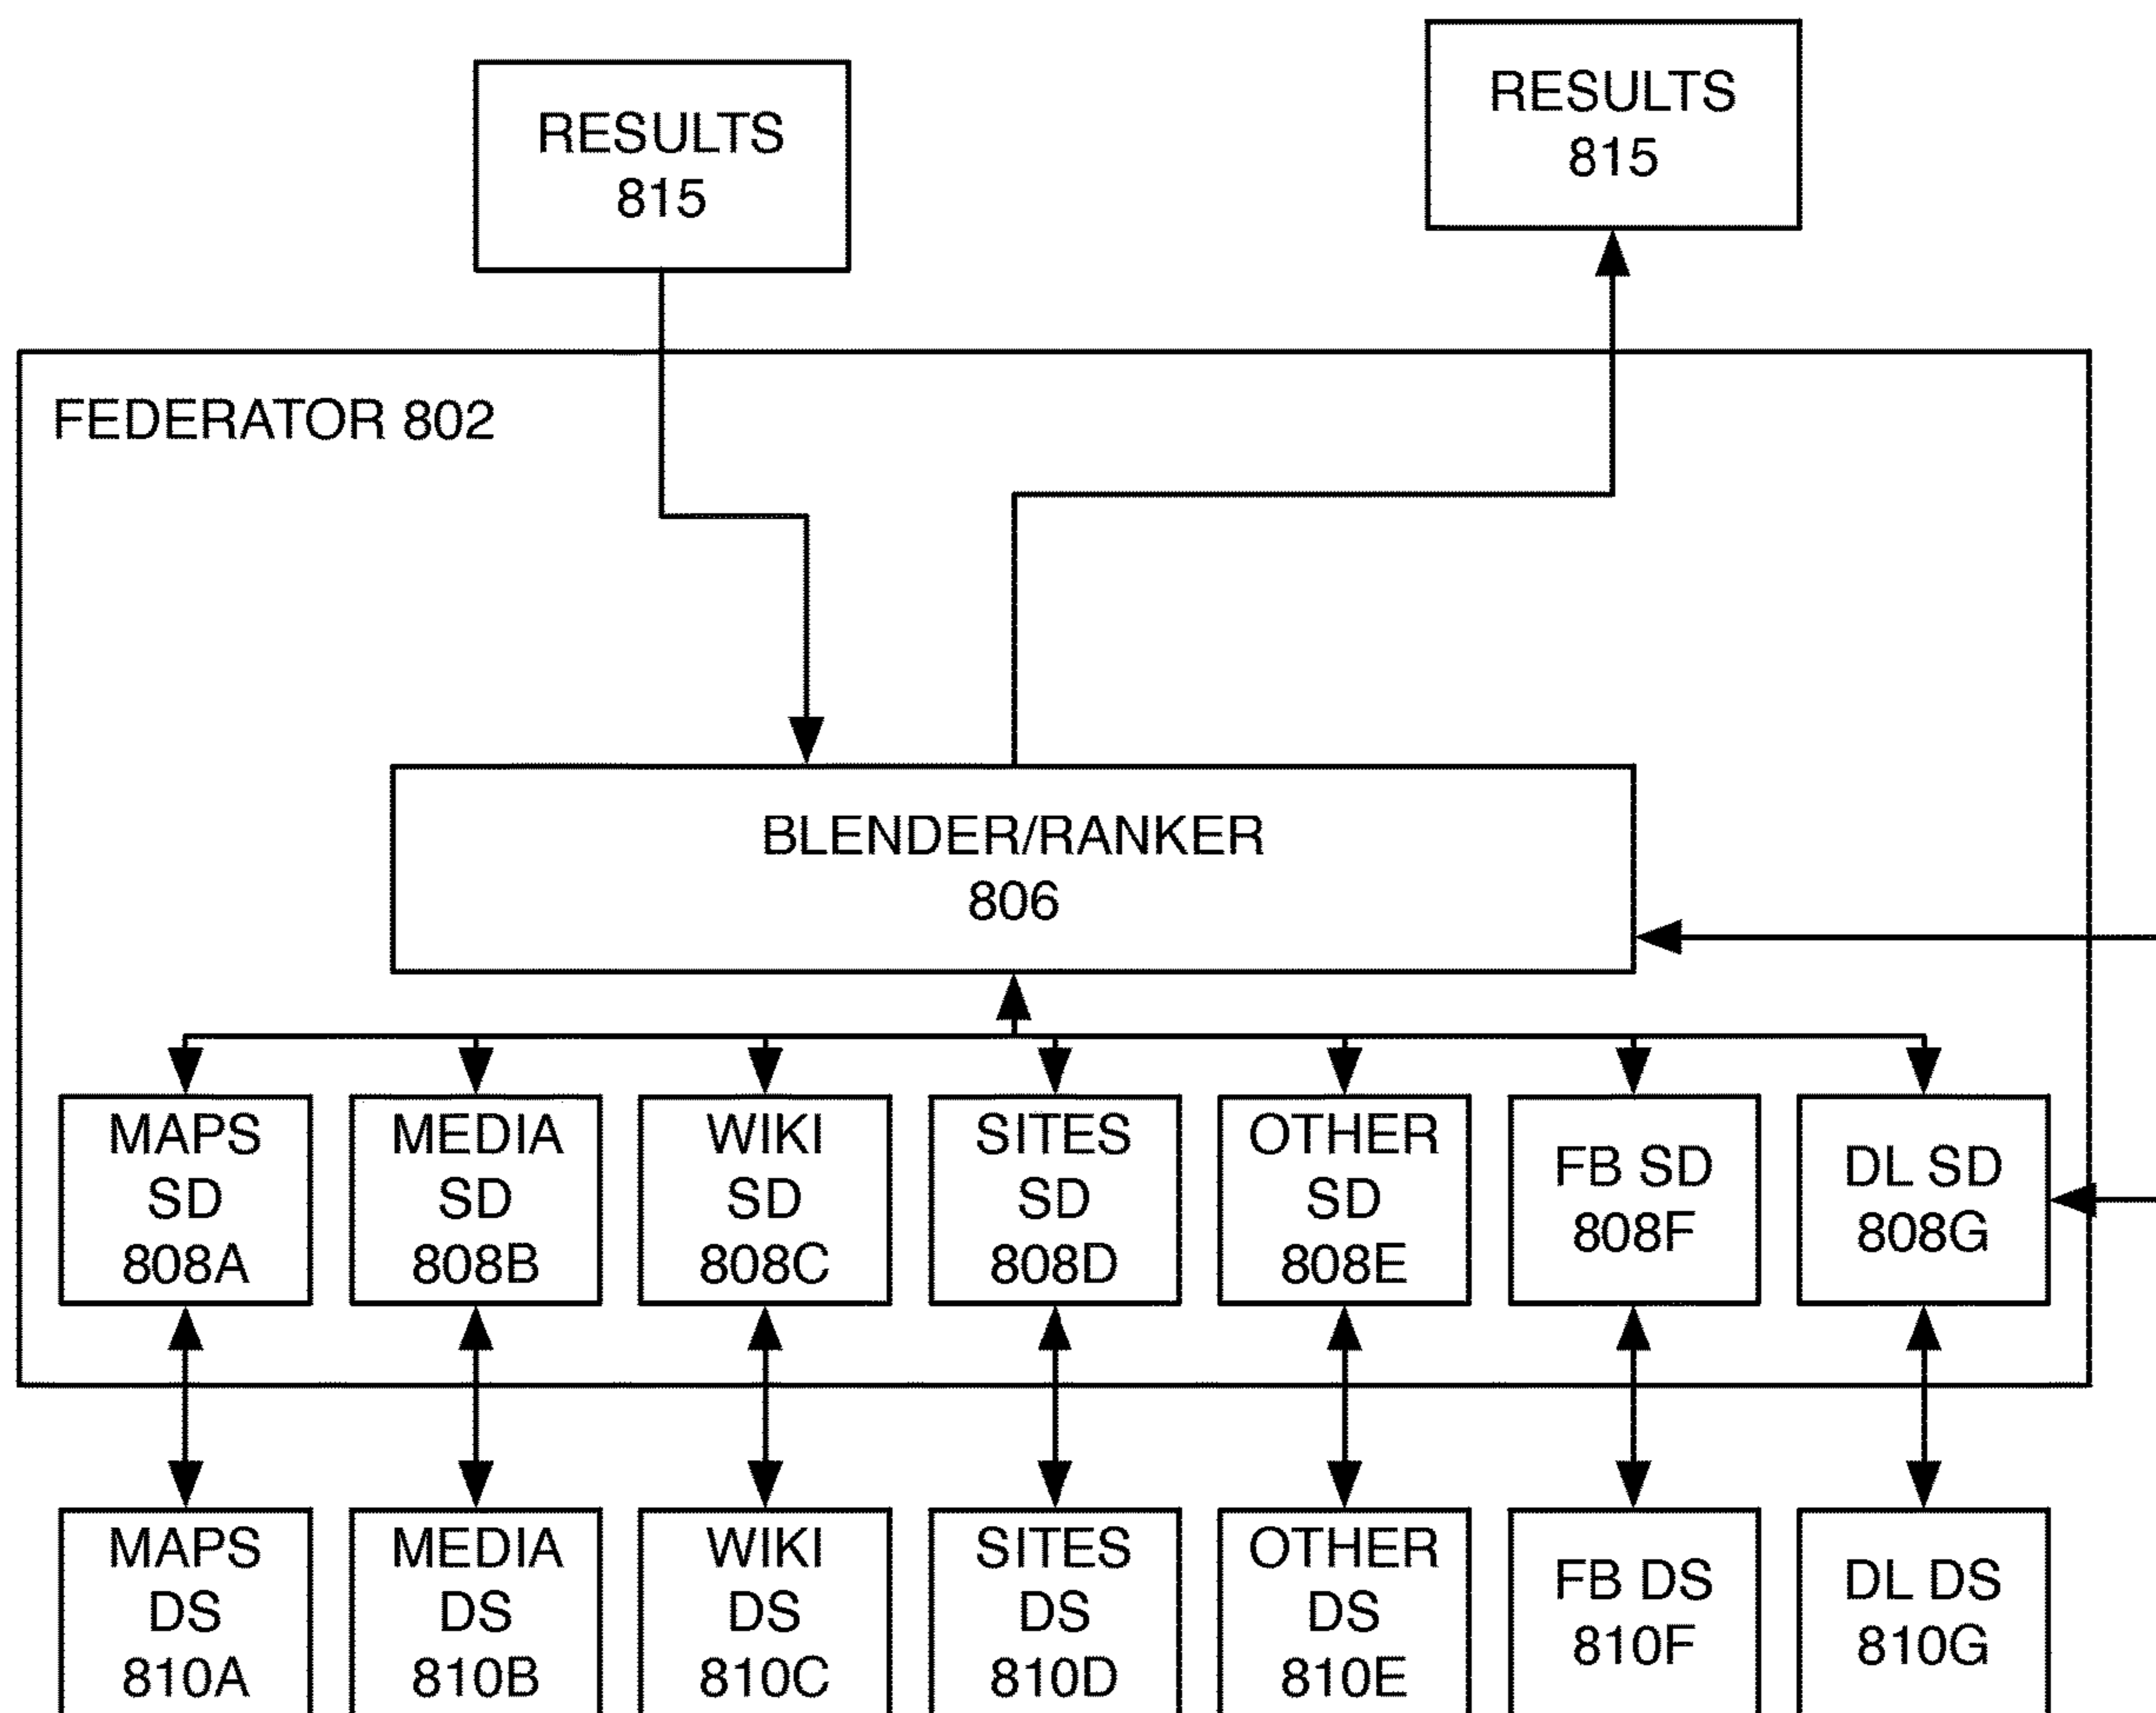 RESULTS
815
RESULTS
815
FEDERATOR 802
BLENDER/RANKER
806
MAPS
SD
808A
MEDIA
SD
808B
WIKI
SD
808C
SITES
SD
808D
OTHER
SD
808E
FB SD
808F
DL SD
808G
MAPS
DS
810A
MEDIA
DS
810B
WIKI
DS
810C
SITES
DS
810D
OTHER
DS
810E
FB DS
810F
DL DS
810G